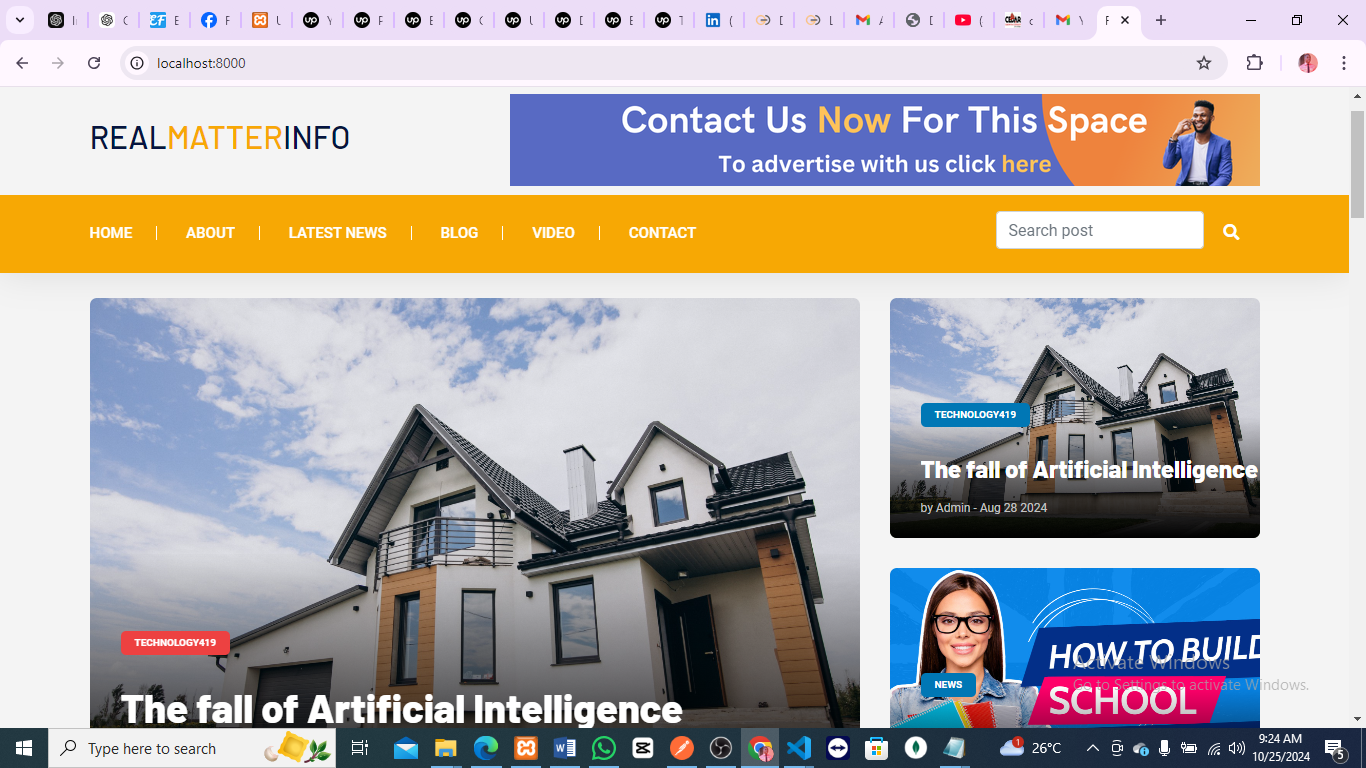 localhost:8000
REALMATTERINFO
Contact Us Now For This Space
To advertise with us click here
HOME
ABOUT
LATEST NEWS
BLOG
VIDEO
CONTACT
Search post
TECHNOLOGY419
The fall of Artificial Intelligence
by Admin - Aug 28 2024
TECHNOLOGY419
The fall of Artificial Intelligence
HOW TO BUILD
SCHOOL
NEWS
Activate Windows
Go to Settings to activate Windows.
Type here to search
26°C
9:24 AM
10/25/2024
5